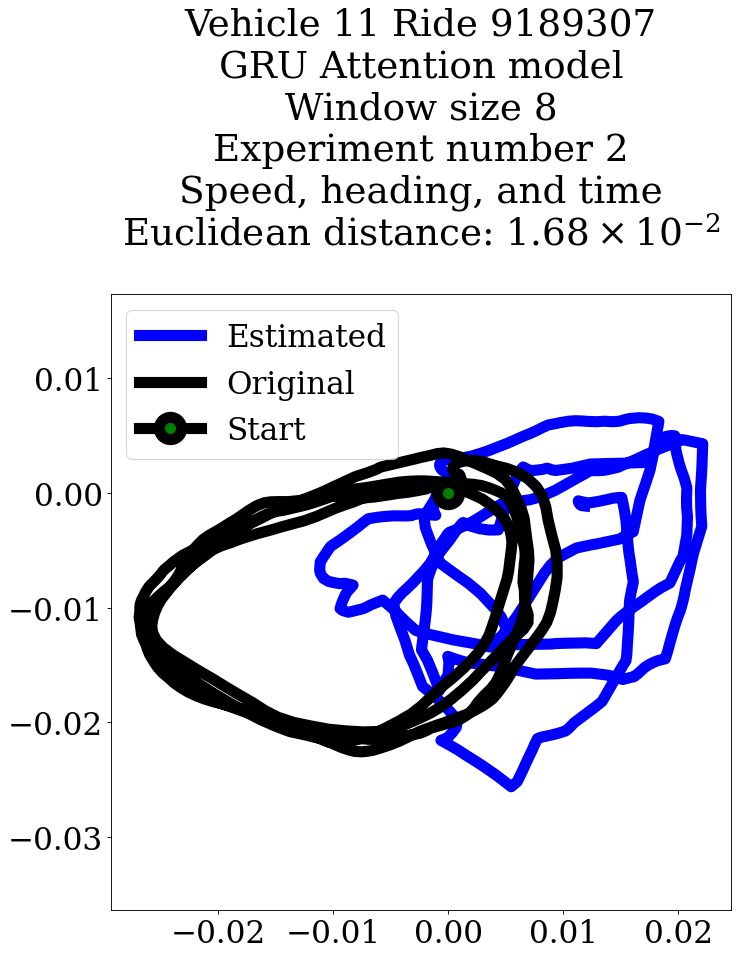 Vehicle 11 Ride 9189307
GRU Attention model
Window size 8
Experiment number 2
Speed, heading, and time
Euclidean distance: 1.68 × 10⁻²
Estimated
Original
Start
0.01
0.00
−0.01
−0.02
−0.03
−0.02 −0.01 0.00 0.01 0.02